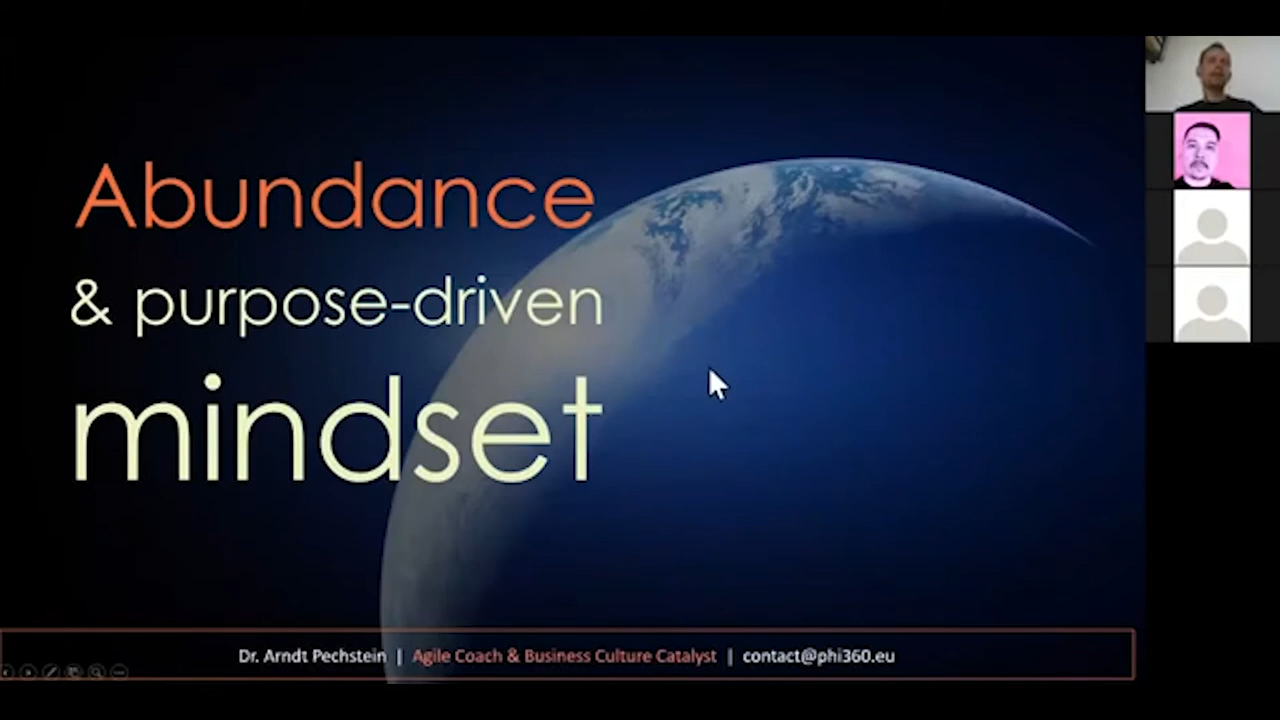 Abundance
& purpose-driven
mindset
Dr. Arndt Pechstein | Agile Coach & Business Culture Catalyst | contact@phi360.eu